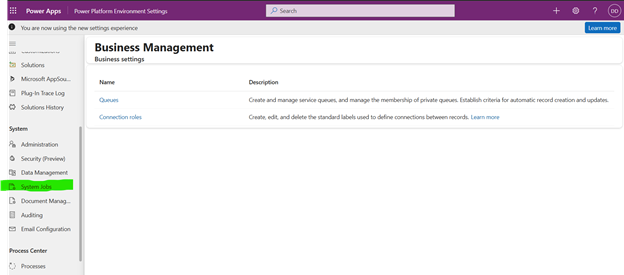 Power Apps Power Platform Environment Settings Search DD
You are now using the new settings experience Learn more
Business Management
Business settings
Name Description
Queues Create and manage service queues, and manage the membership of private queues. Establish criteria for automatic record creation and updates.
Connection roles Create, edit, and delete the standard labels used to define connections between records. Learn more
Solutions
Microsoft AppSou...
Plug-In Trace Log
Solutions History
System
Administration
Security (Preview)
Data Management
System Jobs
Document Manag...
Auditing
Email Configuration
Process Center
Processes